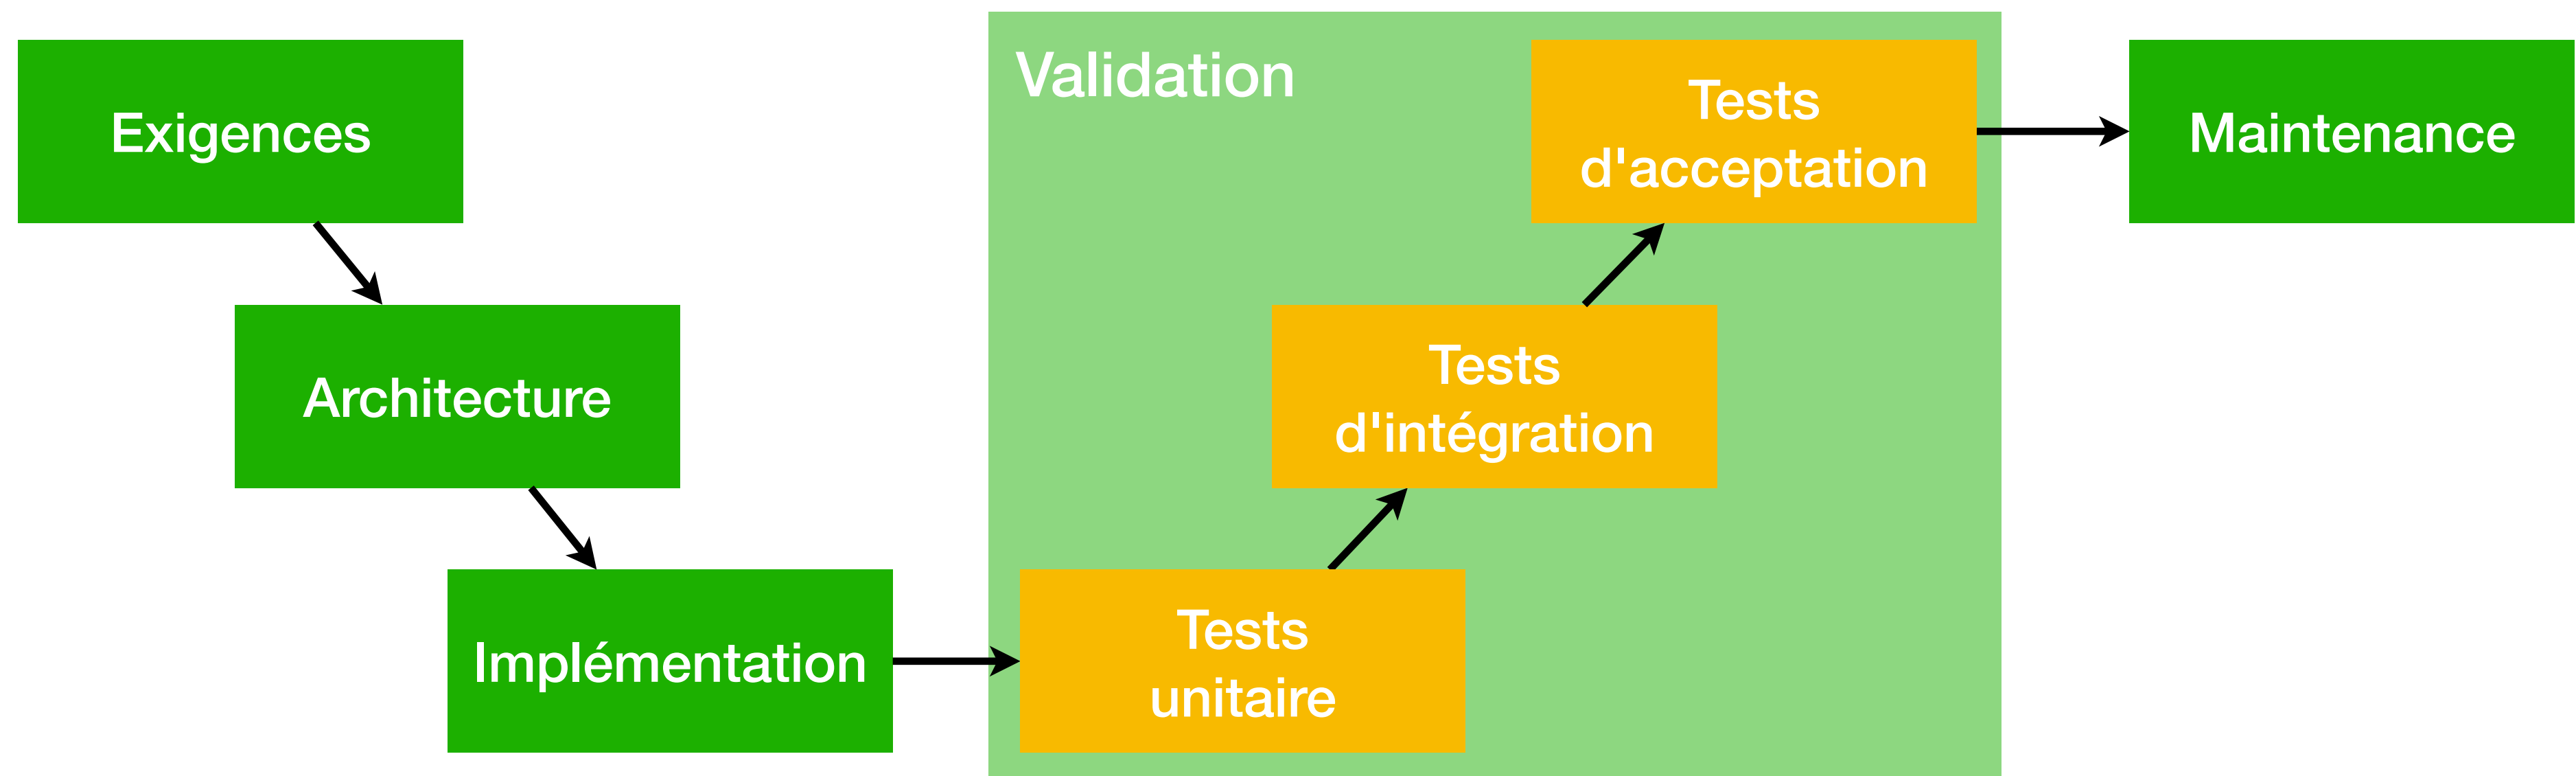 Exigences
Architecture
Implémentation
Validation
Tests
unitaire
Tests
d'intégration
Tests
d'acceptation
Maintenance